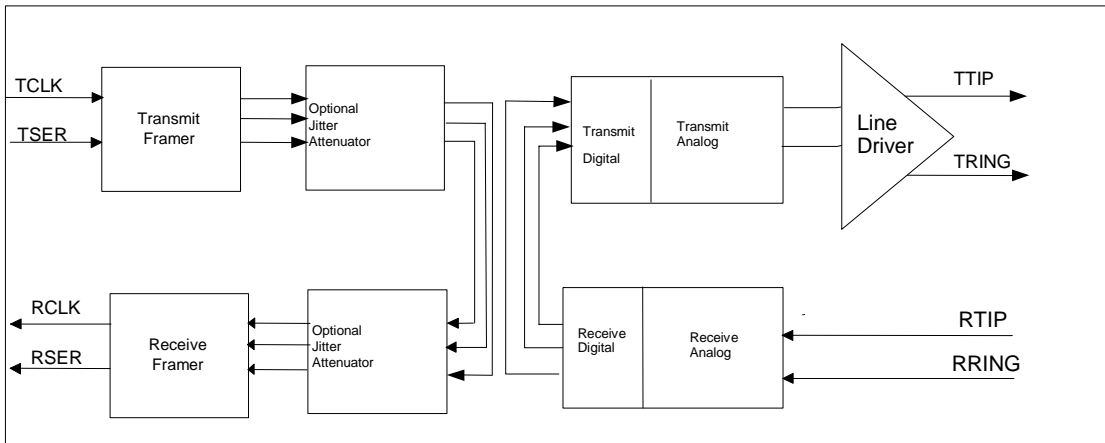 TCLK
TSER
Transmit
Framer
Optional
Jitter
Attenuator
Transmit
Digital
Transmit
Analog
Line
Driver
TTIP
TRING
RCLK
RSER
Receive
Framer
Optional
Jitter
Attenuator
Receive
Digital
Receive
Analog
RTIP
RRING